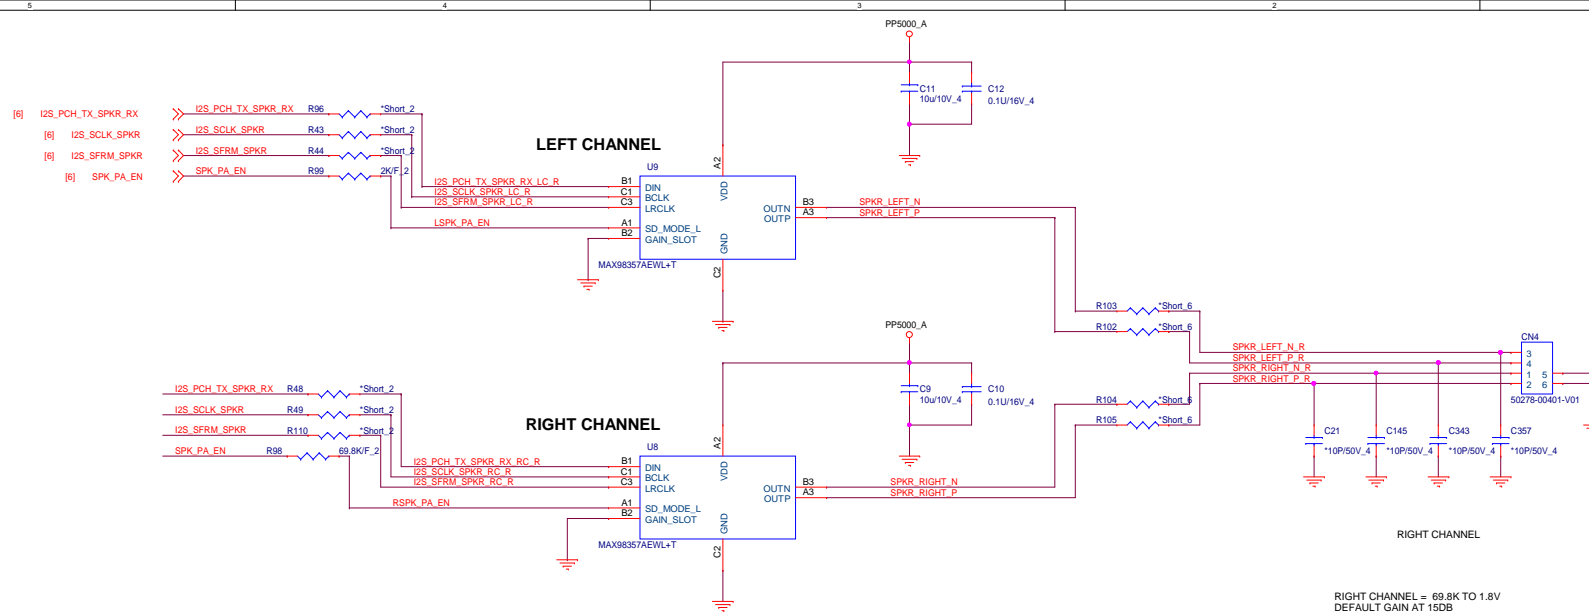 5 4 3 2
PP5000_A
C11 10u/10V_4
C12 0.1U/16V_4
[6] I2S_PCH_TX_SPKR_RX I2S_PCH_TX_SPKR_RX R96 *Short_2
[6] I2S_SCLK_SPKR I2S_SCLK_SPKR R43 *Short_2
[6] I2S_SFRM_SPKR I2S_SFRM_SPKR R44 *Short_2
[6] SPK_PA_EN SPK_PA_EN R99 2K/F_2
LEFT CHANNEL
U9
A2
VDD
I2S_PCH_TX_SPKR_RX_LC_R B1 DIN
I2S_SCLK_SPKR_LC_R C1 BCLK
I2S_SFRM_SPKR_LC_R C3 LRCLK
LSPK_PA_EN A1 SD_MODE_L
B2 GAIN_SLOT
OUTN B3 SPKR_LEFT_N
OUTP A3 SPKR_LEFT_P
GND
C2
MAX98357AEWL+T
R103 *Short_6
R102 *Short_6
PP5000_A
C9 10u/10V_4
C10 0.1U/16V_4
SPKR_LEFT_N_R
SPKR_LEFT_P_R
SPKR_RIGHT_N_R
SPKR_RIGHT_P_R
CN4
3
4
1 5
2 6
50278-00401-V01
I2S_PCH_TX_SPKR_RX R48 *Short_2
I2S_SCLK_SPKR R49 *Short_2
I2S_SFRM_SPKR R110 *Short_2
SPK_PA_EN R98 69.8K/F_2
R104 *Short_6
R105 *Short_6
RIGHT CHANNEL
U8
A2
VDD
I2S_PCH_TX_SPKR_RX_RC_R B1 DIN
I2S_SCLK_SPKR_RC_R C1 BCLK
I2S_SFRM_SPKR_RC_R C3 LRCLK
RSPK_PA_EN A1 SD_MODE_L
B2 GAIN_SLOT
OUTN B3 SPKR_RIGHT_N
OUTP A3 SPKR_RIGHT_P
GND
C2
MAX98357AEWL+T
C21 *10P/50V_4
C145 *10P/50V_4
C343 *10P/50V_4
C357 *10P/50V_4
RIGHT CHANNEL
RIGHT CHANNEL = 69.8K TO 1.8V
DEFAULT GAIN AT 15DB